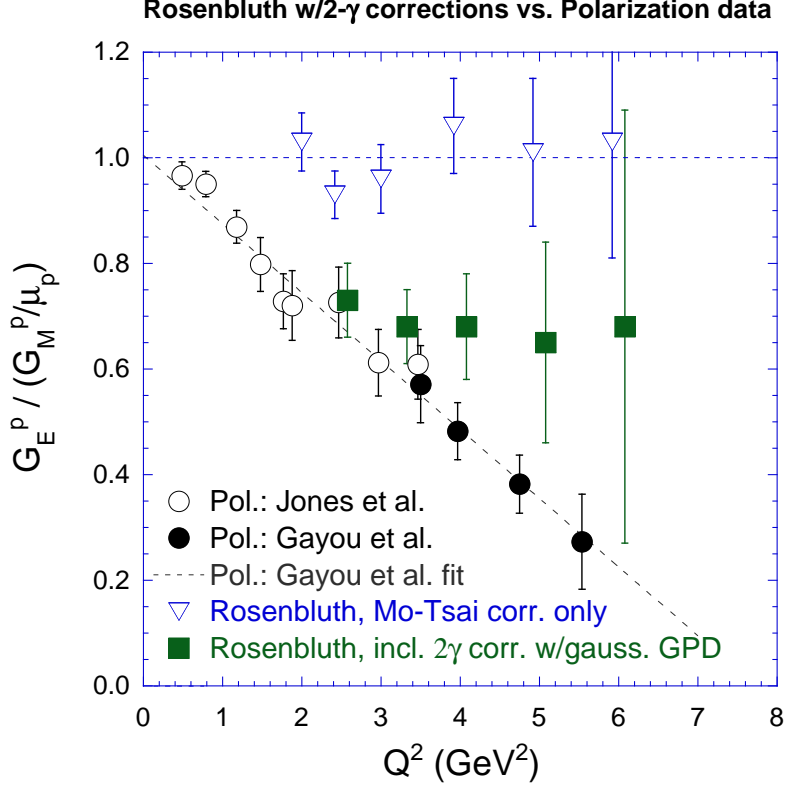 Rosenbluth w/2-γ corrections vs. Polarization data
1.2
1.0
0.8
0.6
0.4
0.2
0.0
G_E^p / (G_M^p/μ_p)
Pol.: Jones et al.
Pol.: Gayou et al.
Pol.: Gayou et al. fit
Rosenbluth, Mo-Tsai corr. only
Rosenbluth, incl. 2γ corr. w/gauss. GPD
0 1 2 3 4 5 6 7 8
Q² (GeV²)